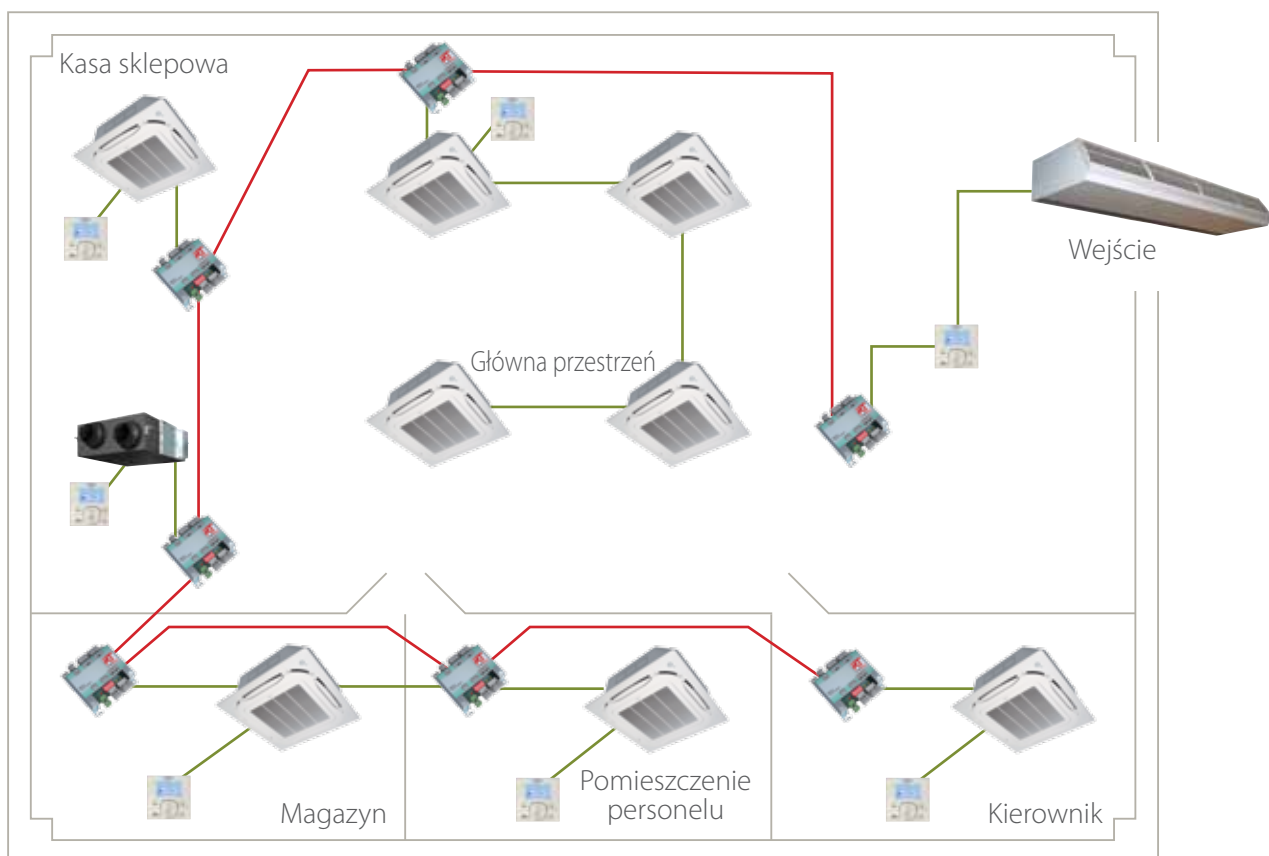 Kasa sklepowa
Wejście
Główna przestrzeń
Magazyn
Pomieszczenie
personelu
Kierownik